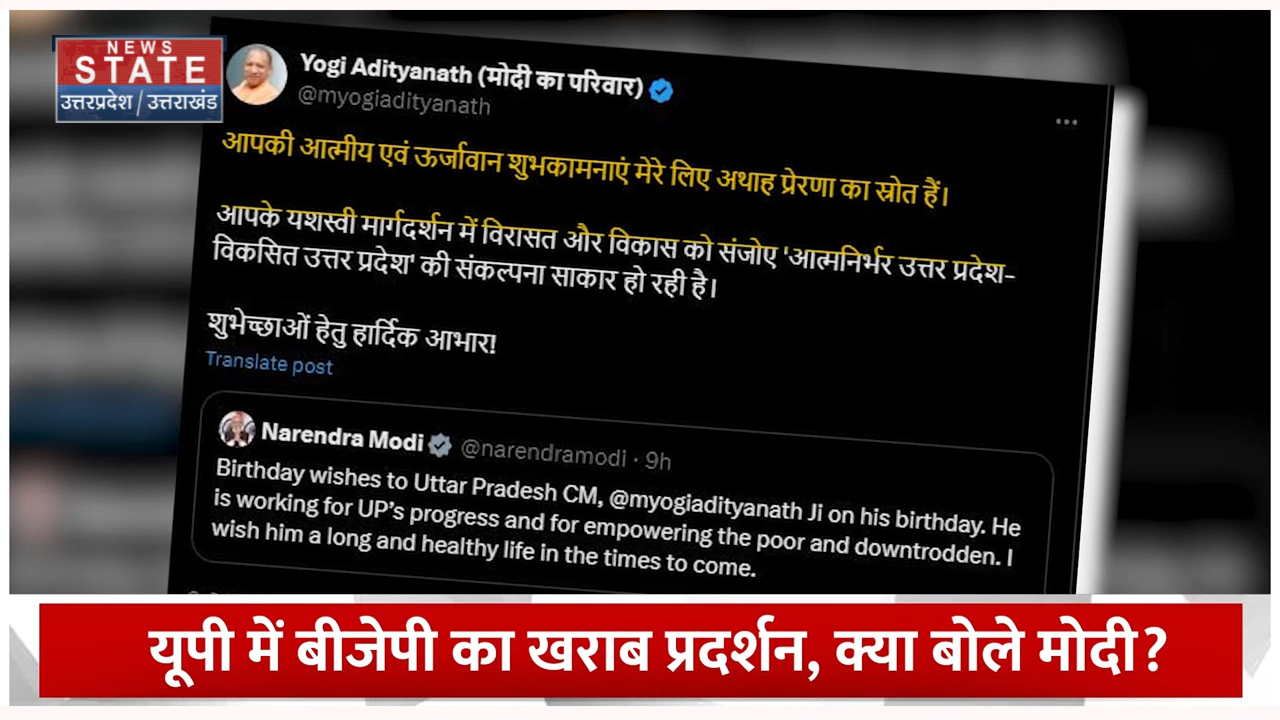 NEWS
STATE
उत्तरप्रदेश / उत्तराखंड
Yogi Adityanath (मोदी का परिवार)
@myogiadityanath
आपकी आत्मीय एवं ऊर्जावान शुभकामनाएं मेरे लिए अथाह प्रेरणा का स्रोत हैं।
आपके यशस्वी मार्गदर्शन में विरासत और विकास को संजोए 'आत्मनिर्भर उत्तर प्रदेश-
विकसित उत्तर प्रदेश' की संकल्पना साकार हो रही है।
शुभेच्छाओं हेतु हार्दिक आभार!
Translate post
Narendra Modi @narendramodi · 9h
Birthday wishes to Uttar Pradesh CM, @myogiadityanath Ji on his birthday. He
is working for UP's progress and for empowering the poor and downtrodden. I
wish him a long and healthy life in the times to come.
यूपी में बीजेपी का खराब प्रदर्शन, क्या बोले मोदी?